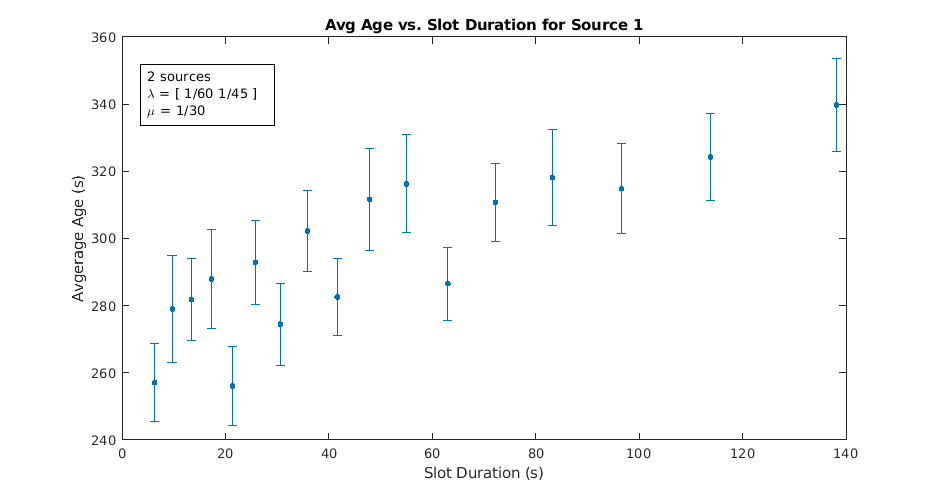 Avg Age vs. Slot Duration for Source 1
360
340
320
300
280
260
240
Avgerage Age (s)
2 sources
λ = [ 1/60 1/45 ]
μ = 1/30
0 20 40 60 80 100 120 140
Slot Duration (s)